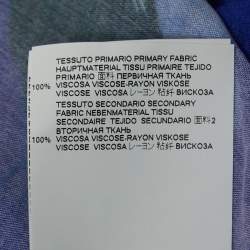 TESSUTO PRIMARIO PRIMARY FABRIC
HAUPTMATERIAL TISSU PRIMAIRE TEJIDO
PRIMARIO 面料 ПЕРВИЧНАЯ ТКАНЬ
100% VISCOSA VISCOSE-RAYON VISKOSE
VISCOSE VISCOSA レーヨン 粘纤 ВИСКОЗА
TESSUTO SECONDARIO SECONDARY
FABRIC NEBENMATERIAL TISSU
SECONDAIRE TEJIDO SECUNDARIO 面料2
ВТОРИЧНАЯ ТКАНЬ
100% VISCOSA VISCOSE-RAYON VISKOSE
VISCOSE VISCOSA レーヨン 粘纤 ВИСКОЗА